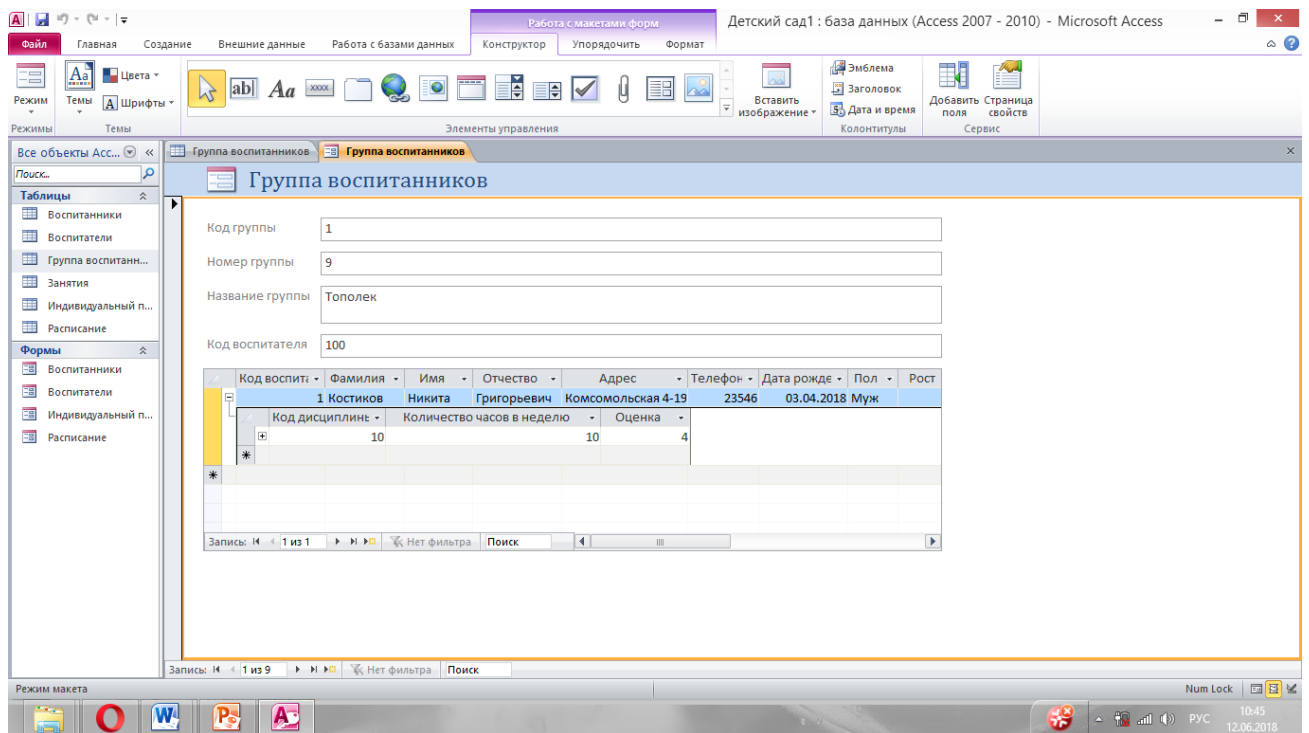 Работа с макетами форм
Детский сад1 : база данных (Access 2007 - 2010) - Microsoft Access
Файл Главная Создание Внешние данные Работа с базами данных Конструктор Упорядочить Формат
Режим
Aa
Темы
Цвета
A Шрифты
ab|
Aa
xxxx
Вставить
изображение
Эмблема
Заголовок
Дата и время
Добавить
поля
Страница
свойств
Режимы Темы Элементы управления Колонтитулы Сервис
Все объекты Acc... «
Группа воспитанников Группа воспитанников
Поиск...
Таблицы
Воспитанники
Воспитатели
Группа воспитанн...
Занятия
Индивидуальный п...
Расписание
Формы
Воспитанники
Воспитатели
Индивидуальный п...
Расписание
Группа воспитанников
Код группы 1
Номер группы 9
Название группы Тополек
Код воспитателя 100
Код воспита Фамилия Имя Отчество Адрес Телефон Дата рожде Пол Рост
1 Костиков Никита Григорьевич Комсомольская 4-19 23546 03.04.2018 Муж
Код дисциплинь Количество часов в неделю Оценка
10 10 4
Запись: 1 из 1 Нет фильтра Поиск
Запись: 1 из 9 Нет фильтра Поиск
Режим макета Num Lock
РУС
10:45
12.06.2018